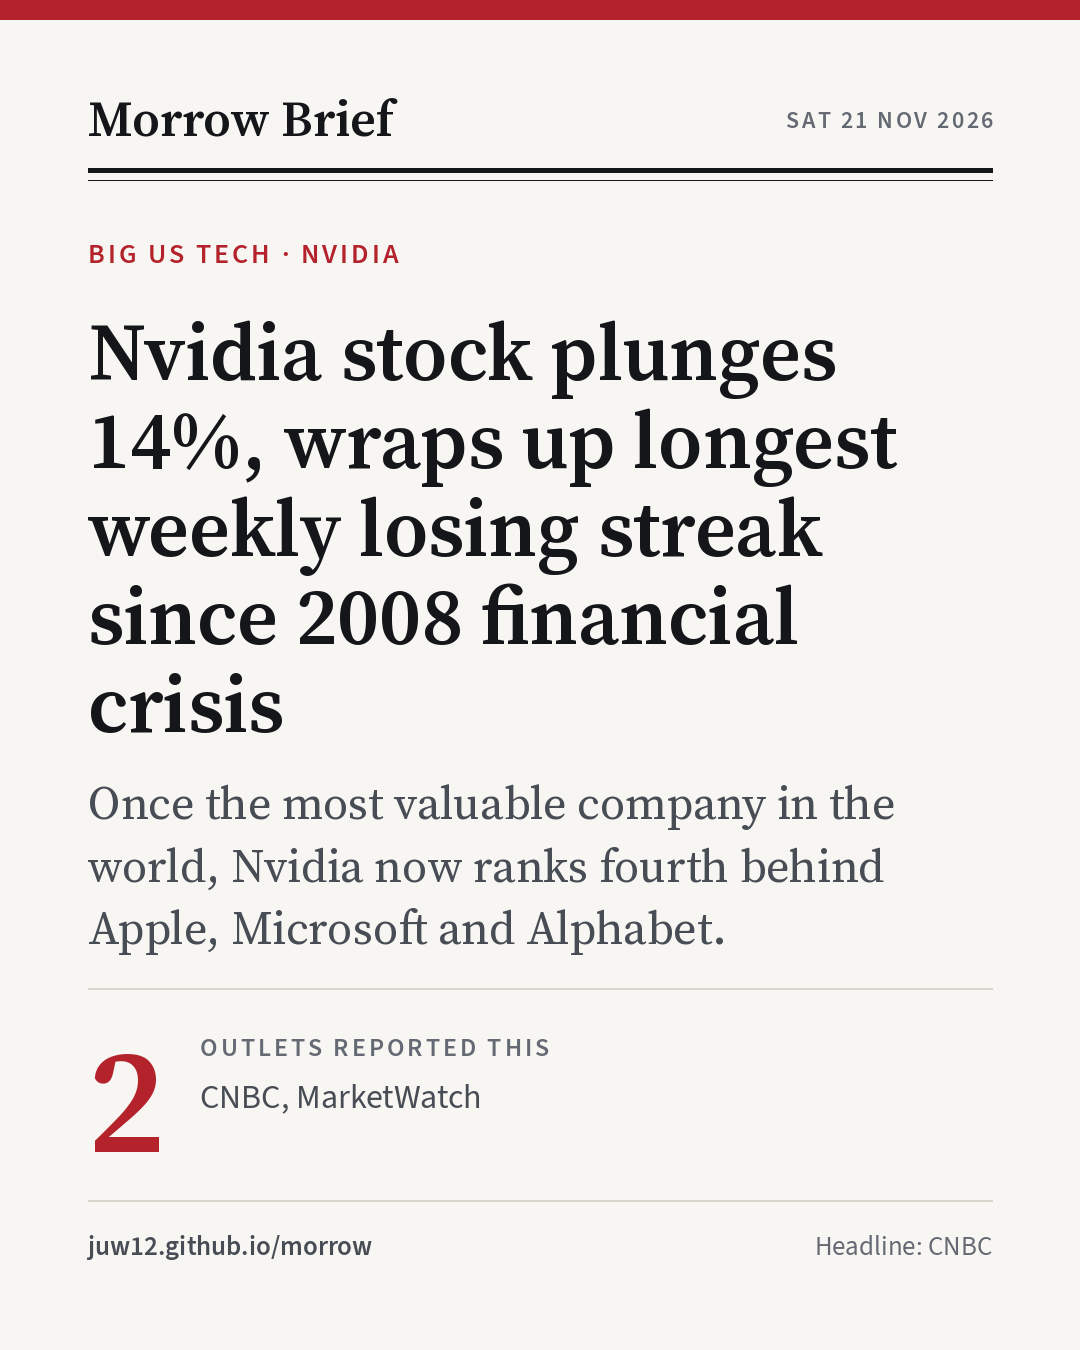 Morrow Brief
SAT 21 NOV 2026
BIG US TECH · NVIDIA
Nvidia stock plunges
14%, wraps up longest
weekly losing streak
since 2008 financial
crisis
Once the most valuable company in the
world, Nvidia now ranks fourth behind
Apple, Microsoft and Alphabet.
2
OUTLETS REPORTED THIS
CNBC, MarketWatch
juw12.github.io/morrow
Headline: CNBC